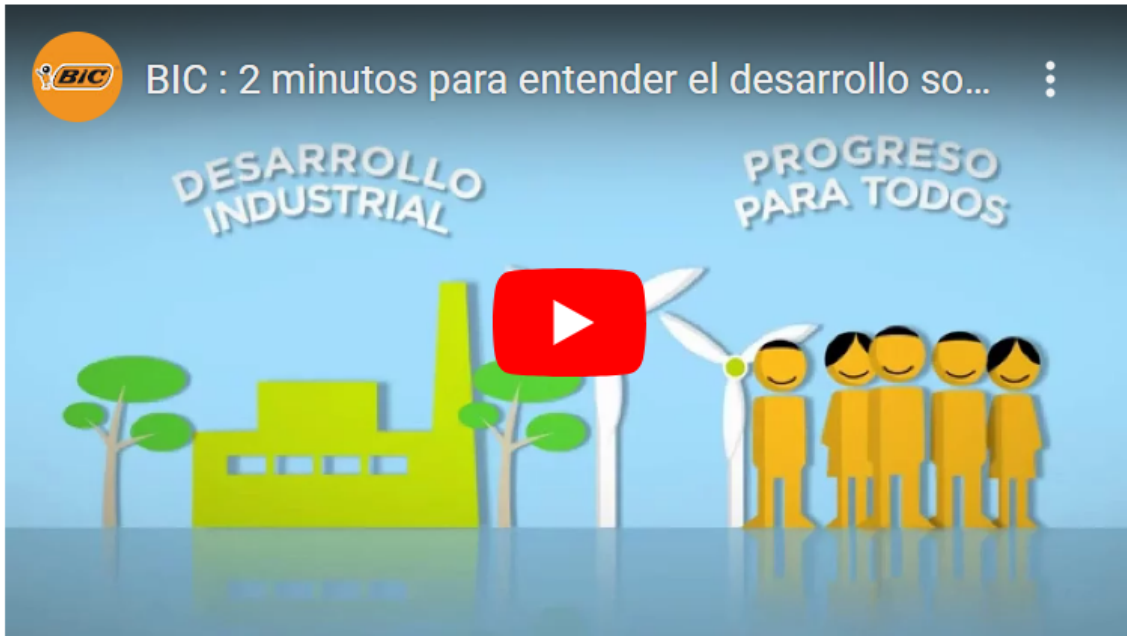 BIC
BIC : 2 minutos para entender el desarrollo so...
DESARROLLO
INDUSTRIAL
PROGRESO
PARA TODOS